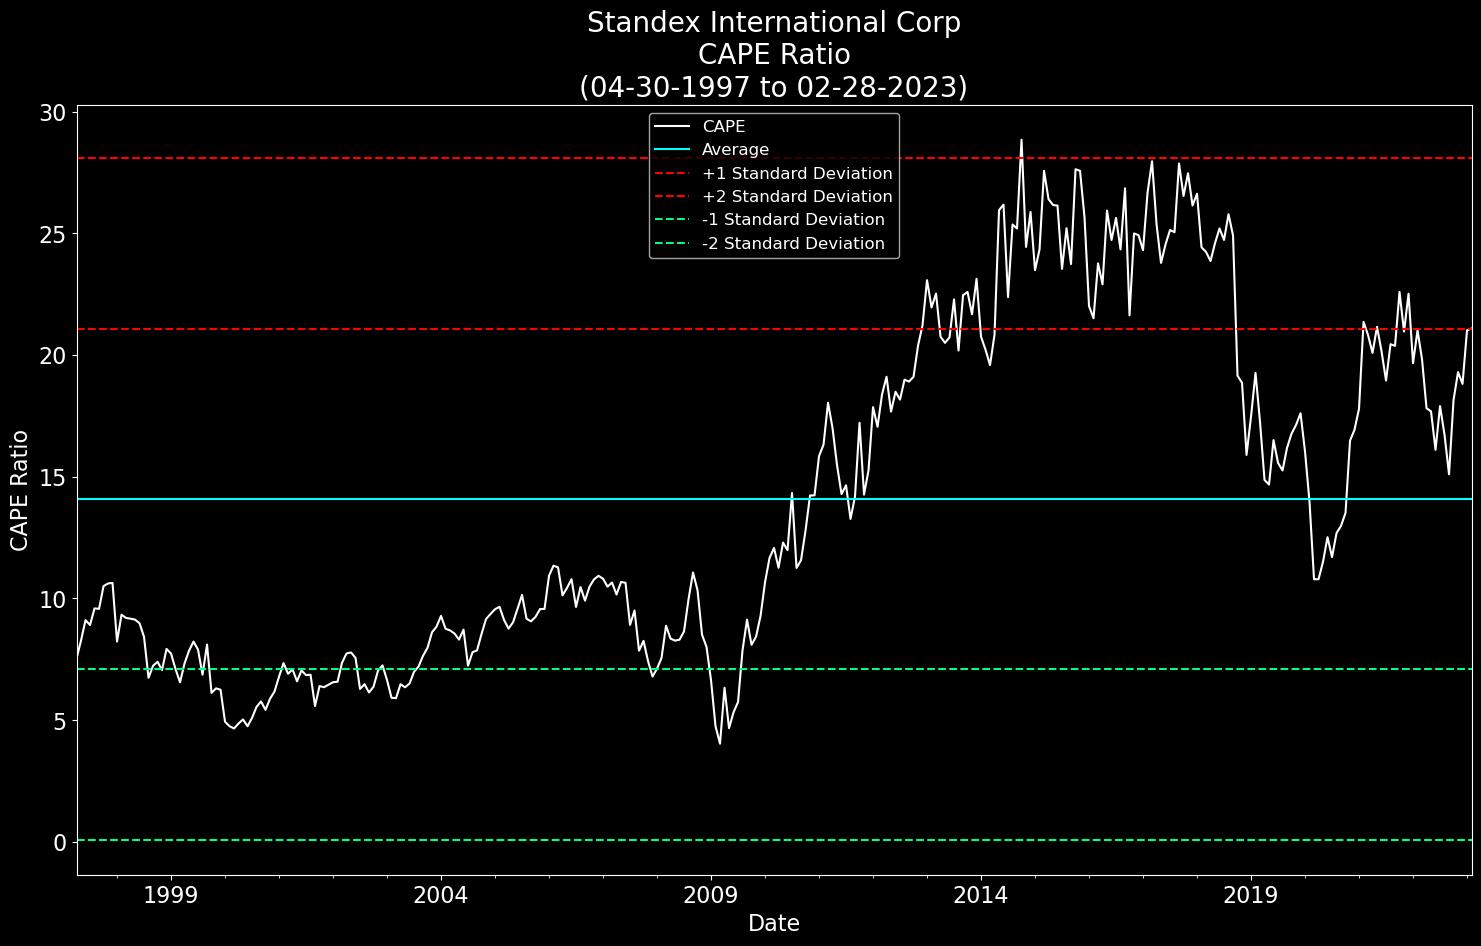 Standex International Corp
CAPE Ratio
(04-30-1997 to 02-28-2023)
30
25
20
15
10
5
0
CAPE Ratio
CAPE
Average
+1 Standard Deviation
+2 Standard Deviation
-1 Standard Deviation
-2 Standard Deviation
1999
2004
2009
2014
2019
Date